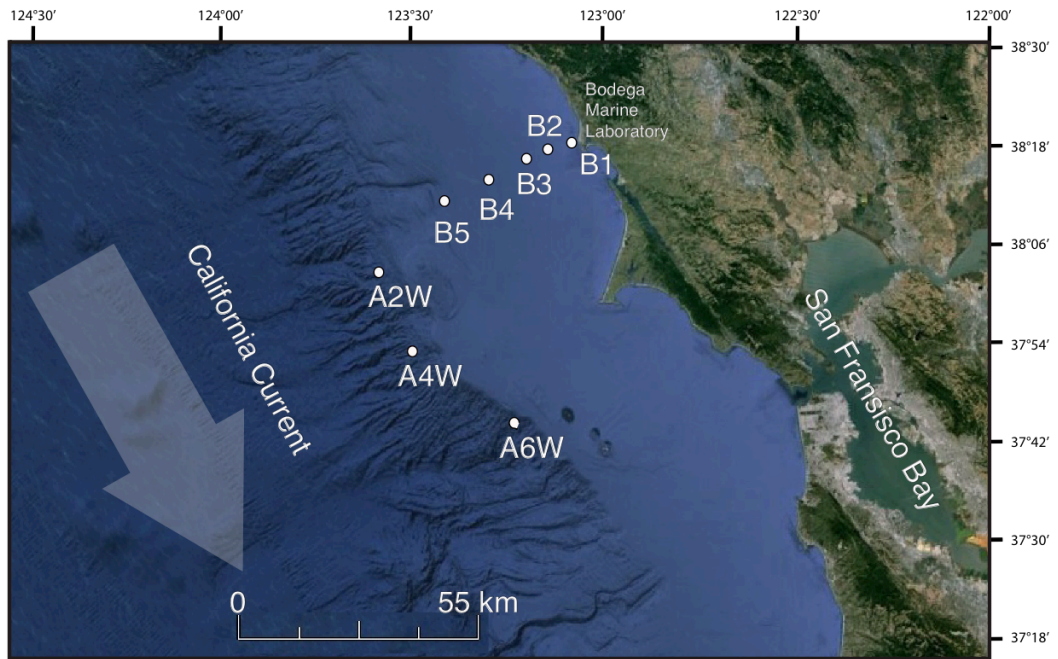 124°30′ 124°00′ 123°30′ 123°00′ 122°30′ 122°00′
38°30′
Bodega
Marine
Laboratory
B2
38°18′
B1
B3
B4
B5
38°06′
California Current
A2W
San Fransisco Bay
37°54′
A4W
37°42′
A6W
37°30′
0 55 km
37°18′